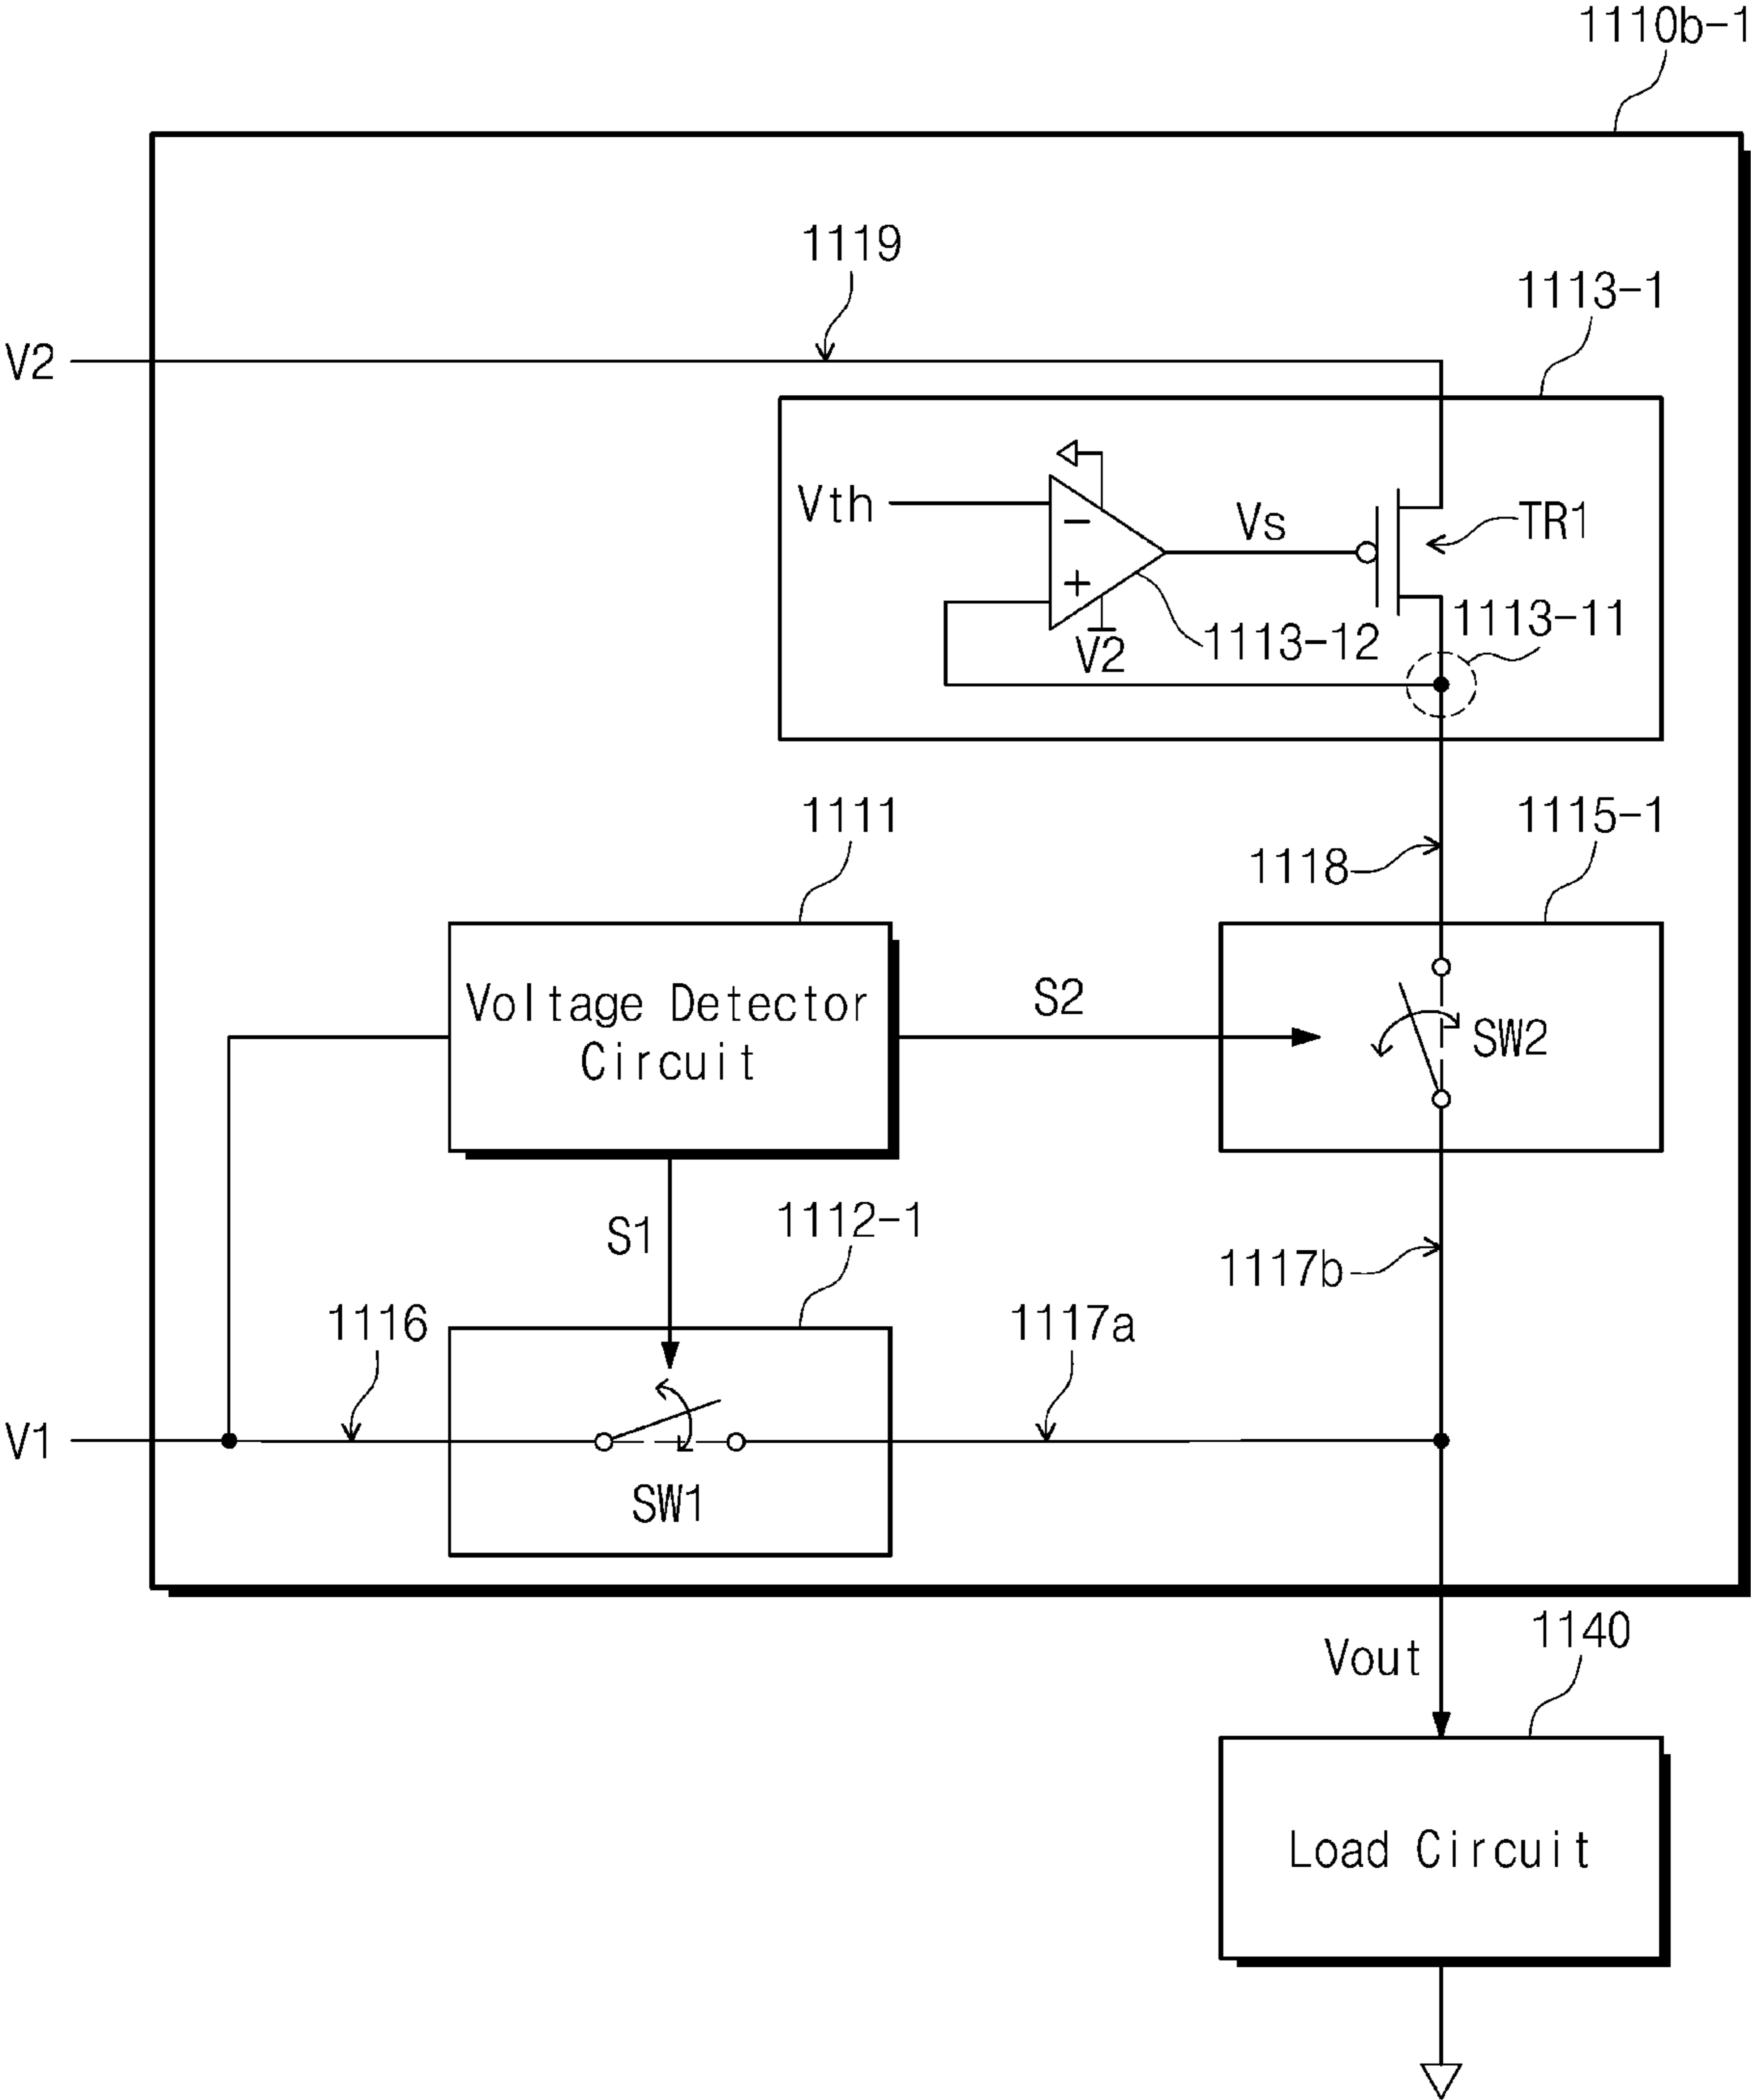 1110b-1
1119
1113-1
V2
Vth
−
+
Vs
TR1
1113-11
V2
1113-12
1111
1115-1
1118
Voltage Detector
Circuit
S2
SW2
S1
1112-1
1117b
1116
1117a
V1
SW1
Vout
1140
Load Circuit